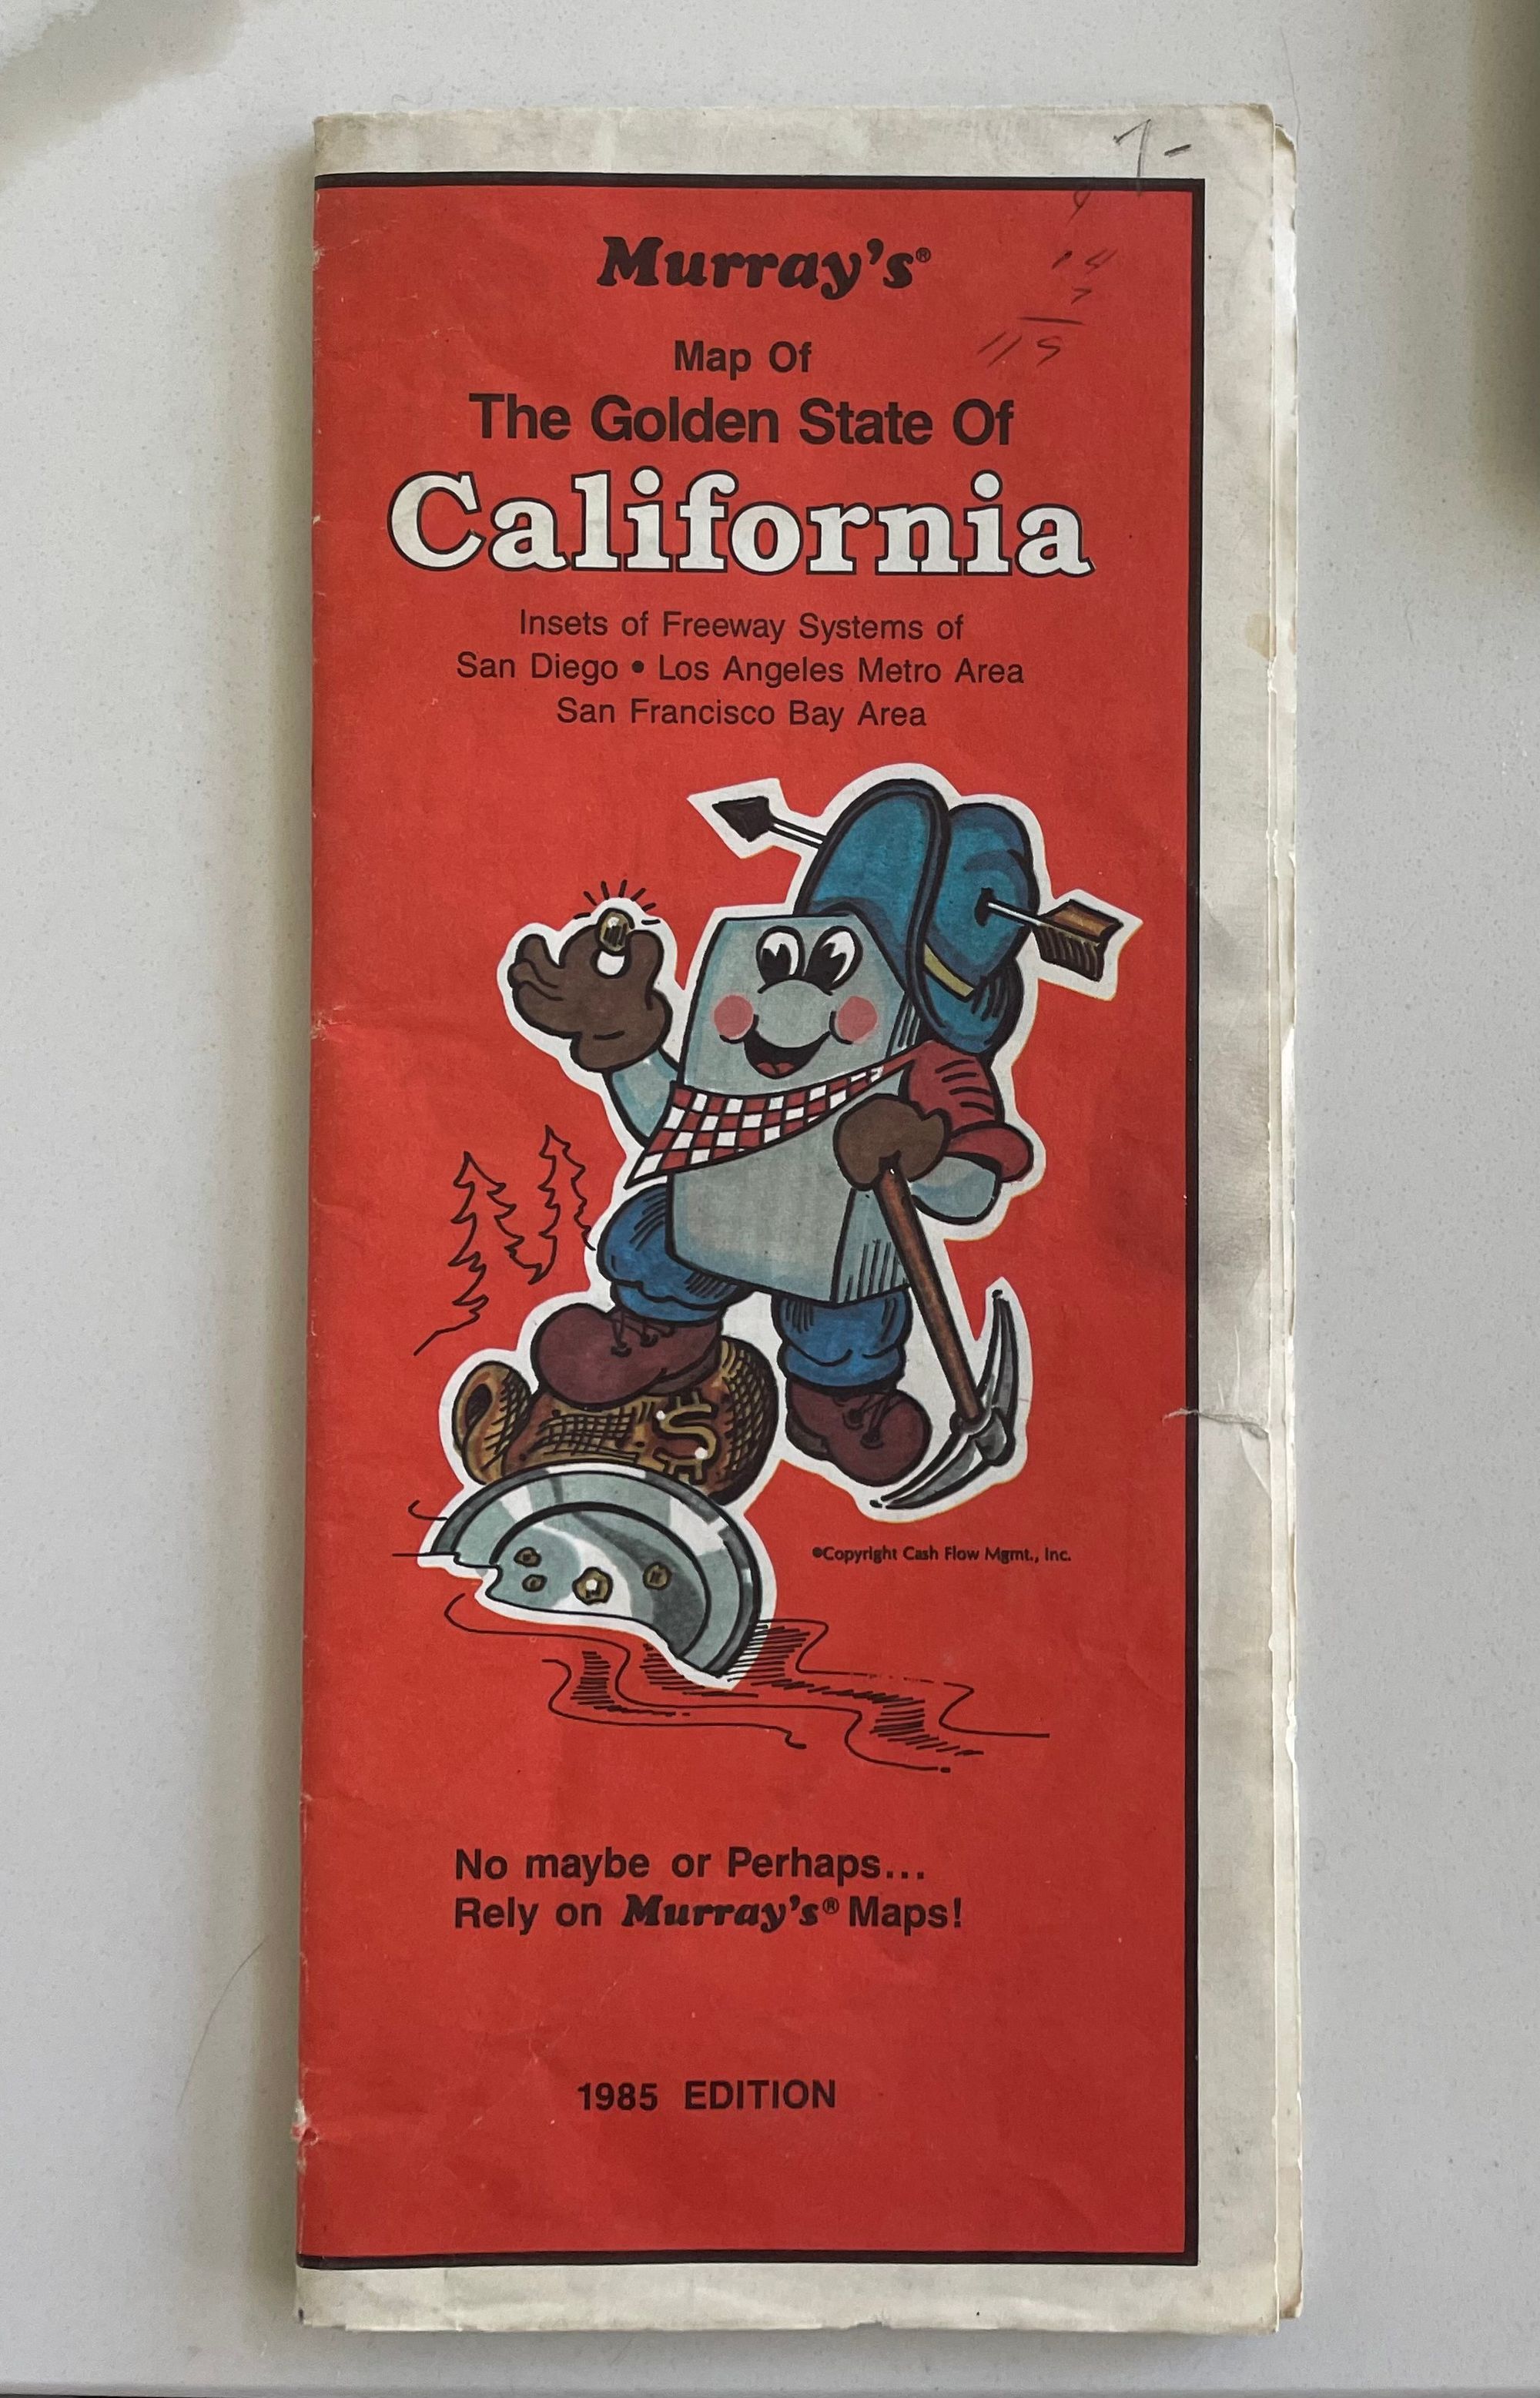 7-
Murray's®
Map Of
The Golden State Of
California
Insets of Freeway Systems of
San Diego • Los Angeles Metro Area
San Francisco Bay Area
$
©Copyright Cash Flow Mgmt., Inc.
No maybe or Perhaps...
Rely on Murray's® Maps!
1985 EDITION